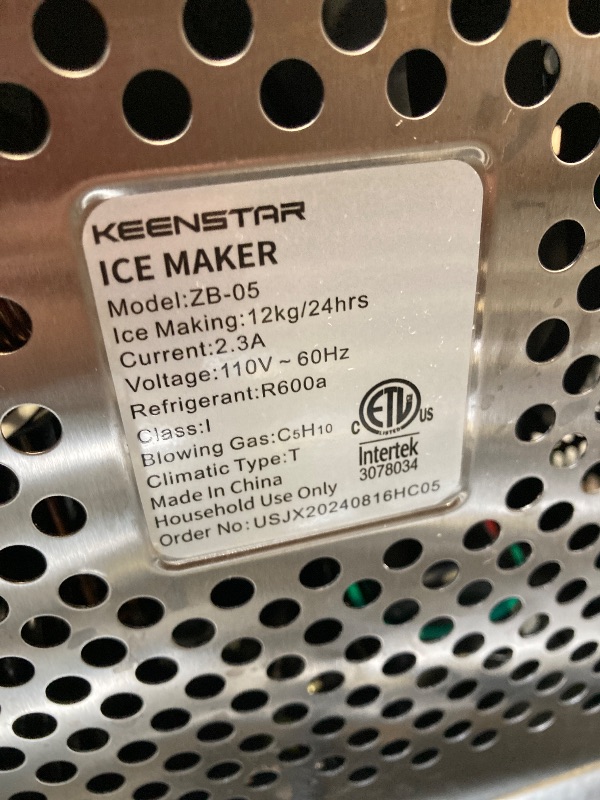 KEENSTAR
ICE MAKER
Model:ZB-05
Ice Making:12kg/24hrs
Current:2.3A
Voltage:110V ~ 60Hz
Refrigerant:R600a
Class:I
Blowing Gas:C5H10
Climatic Type:T
Made In China
Household Use Only
Order No: USJX20240816HC05
C ETL US
LISTED
Intertek
3078034